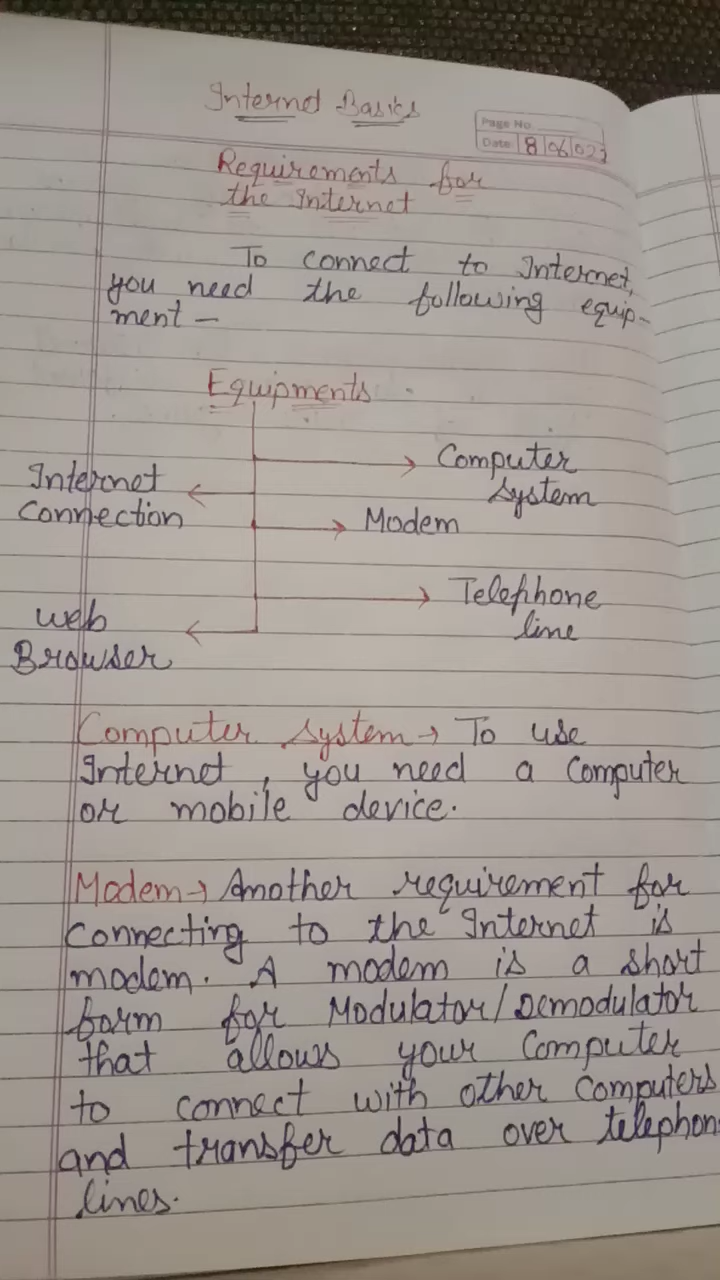 Internet Basics
Page No.
Date: 8/06/023
Requirements for
the Internet
To connect to Internet,
you need the following equip-
ment -
Equipments
Computer
System
Internet
Connection
Modem
Telephone
line
Web
Browser
Computer System → To use
Internet, you need a Computer
or mobile device.
Modem → Another requirement for
connecting to the Internet is
modem. A modem is a short
form for Modulator/Demodulator
that allows your Computer
to connect with other Computers
and transfer data over telephon
lines.